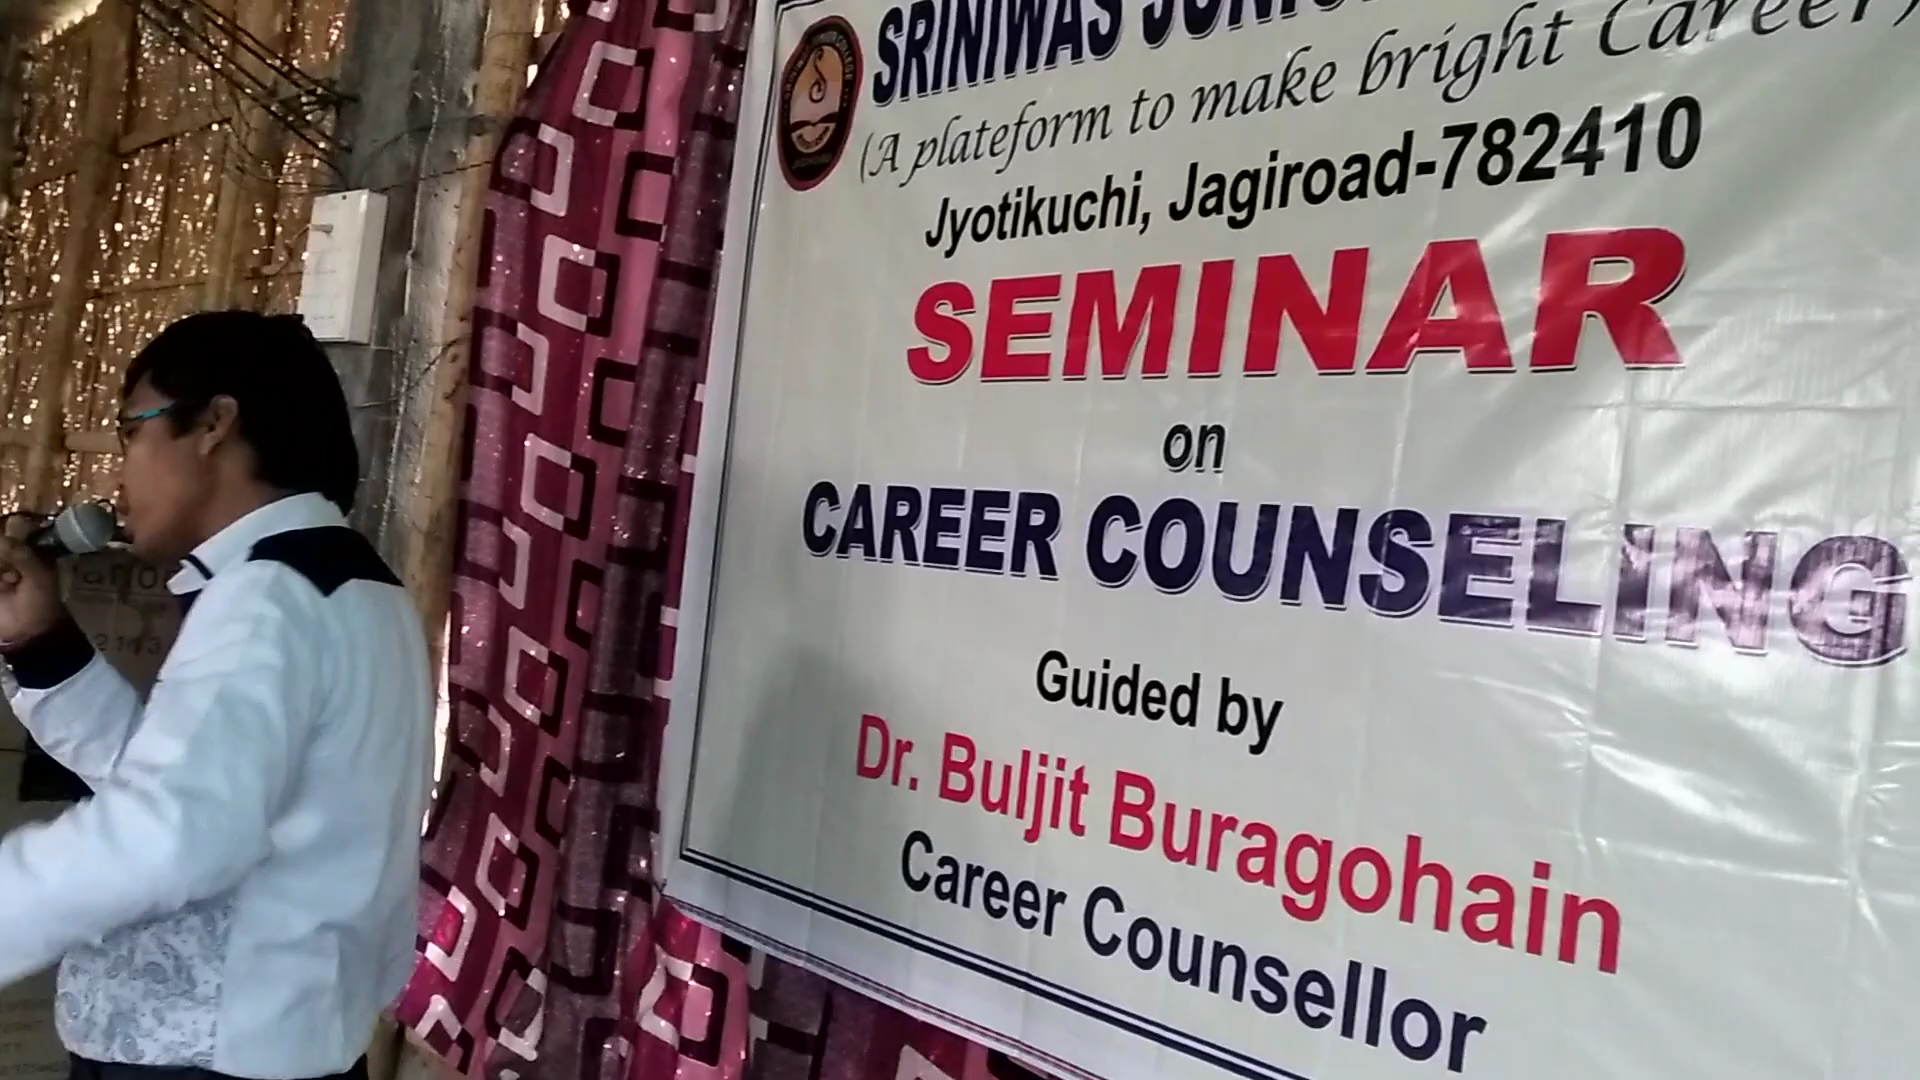 SRINIWAS JUNIOR
(A plateform to make bright Career)
Jyotikuchi, Jagiroad-782410
SEMINAR
on
CAREER COUNSELING
Guided by
Dr. Buljit Buragohain
Career Counsellor